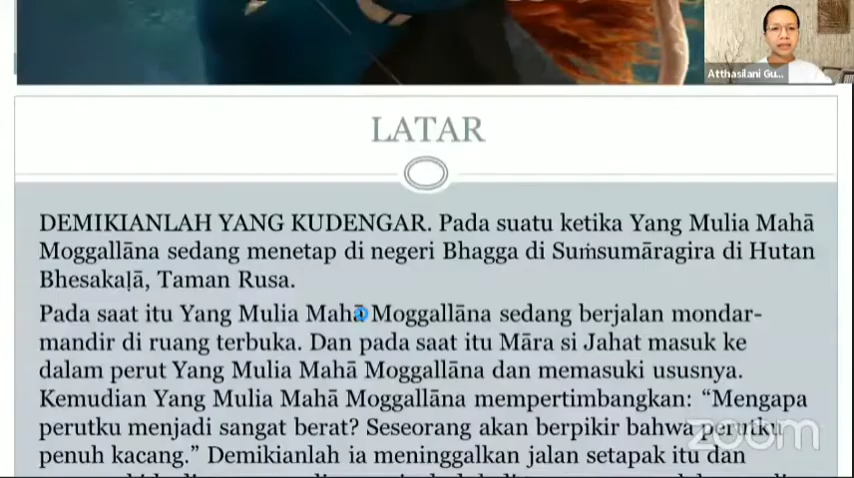 Atthasilani Gu...
LATAR
DEMIKIANLAH YANG KUDENGAR. Pada suatu ketika Yang Mulia Mahā
Moggallāna sedang menetap di negeri Bhagga di Suṁsumāragira di Hutan
Bhesakaḷā, Taman Rusa.
Pada saat itu Yang Mulia Mahā Moggallāna sedang berjalan mondar-
mandir di ruang terbuka. Dan pada saat itu Māra si Jahat masuk ke
dalam perut Yang Mulia Mahā Moggallāna dan memasuki ususnya.
Kemudian Yang Mulia Mahā Moggallāna mempertimbangkan: “Mengapa
perutku menjadi sangat berat? Seseorang akan berpikir bahwa perutku
penuh kacang.” Demikianlah ia meninggalkan jalan setapak itu dan
zoom